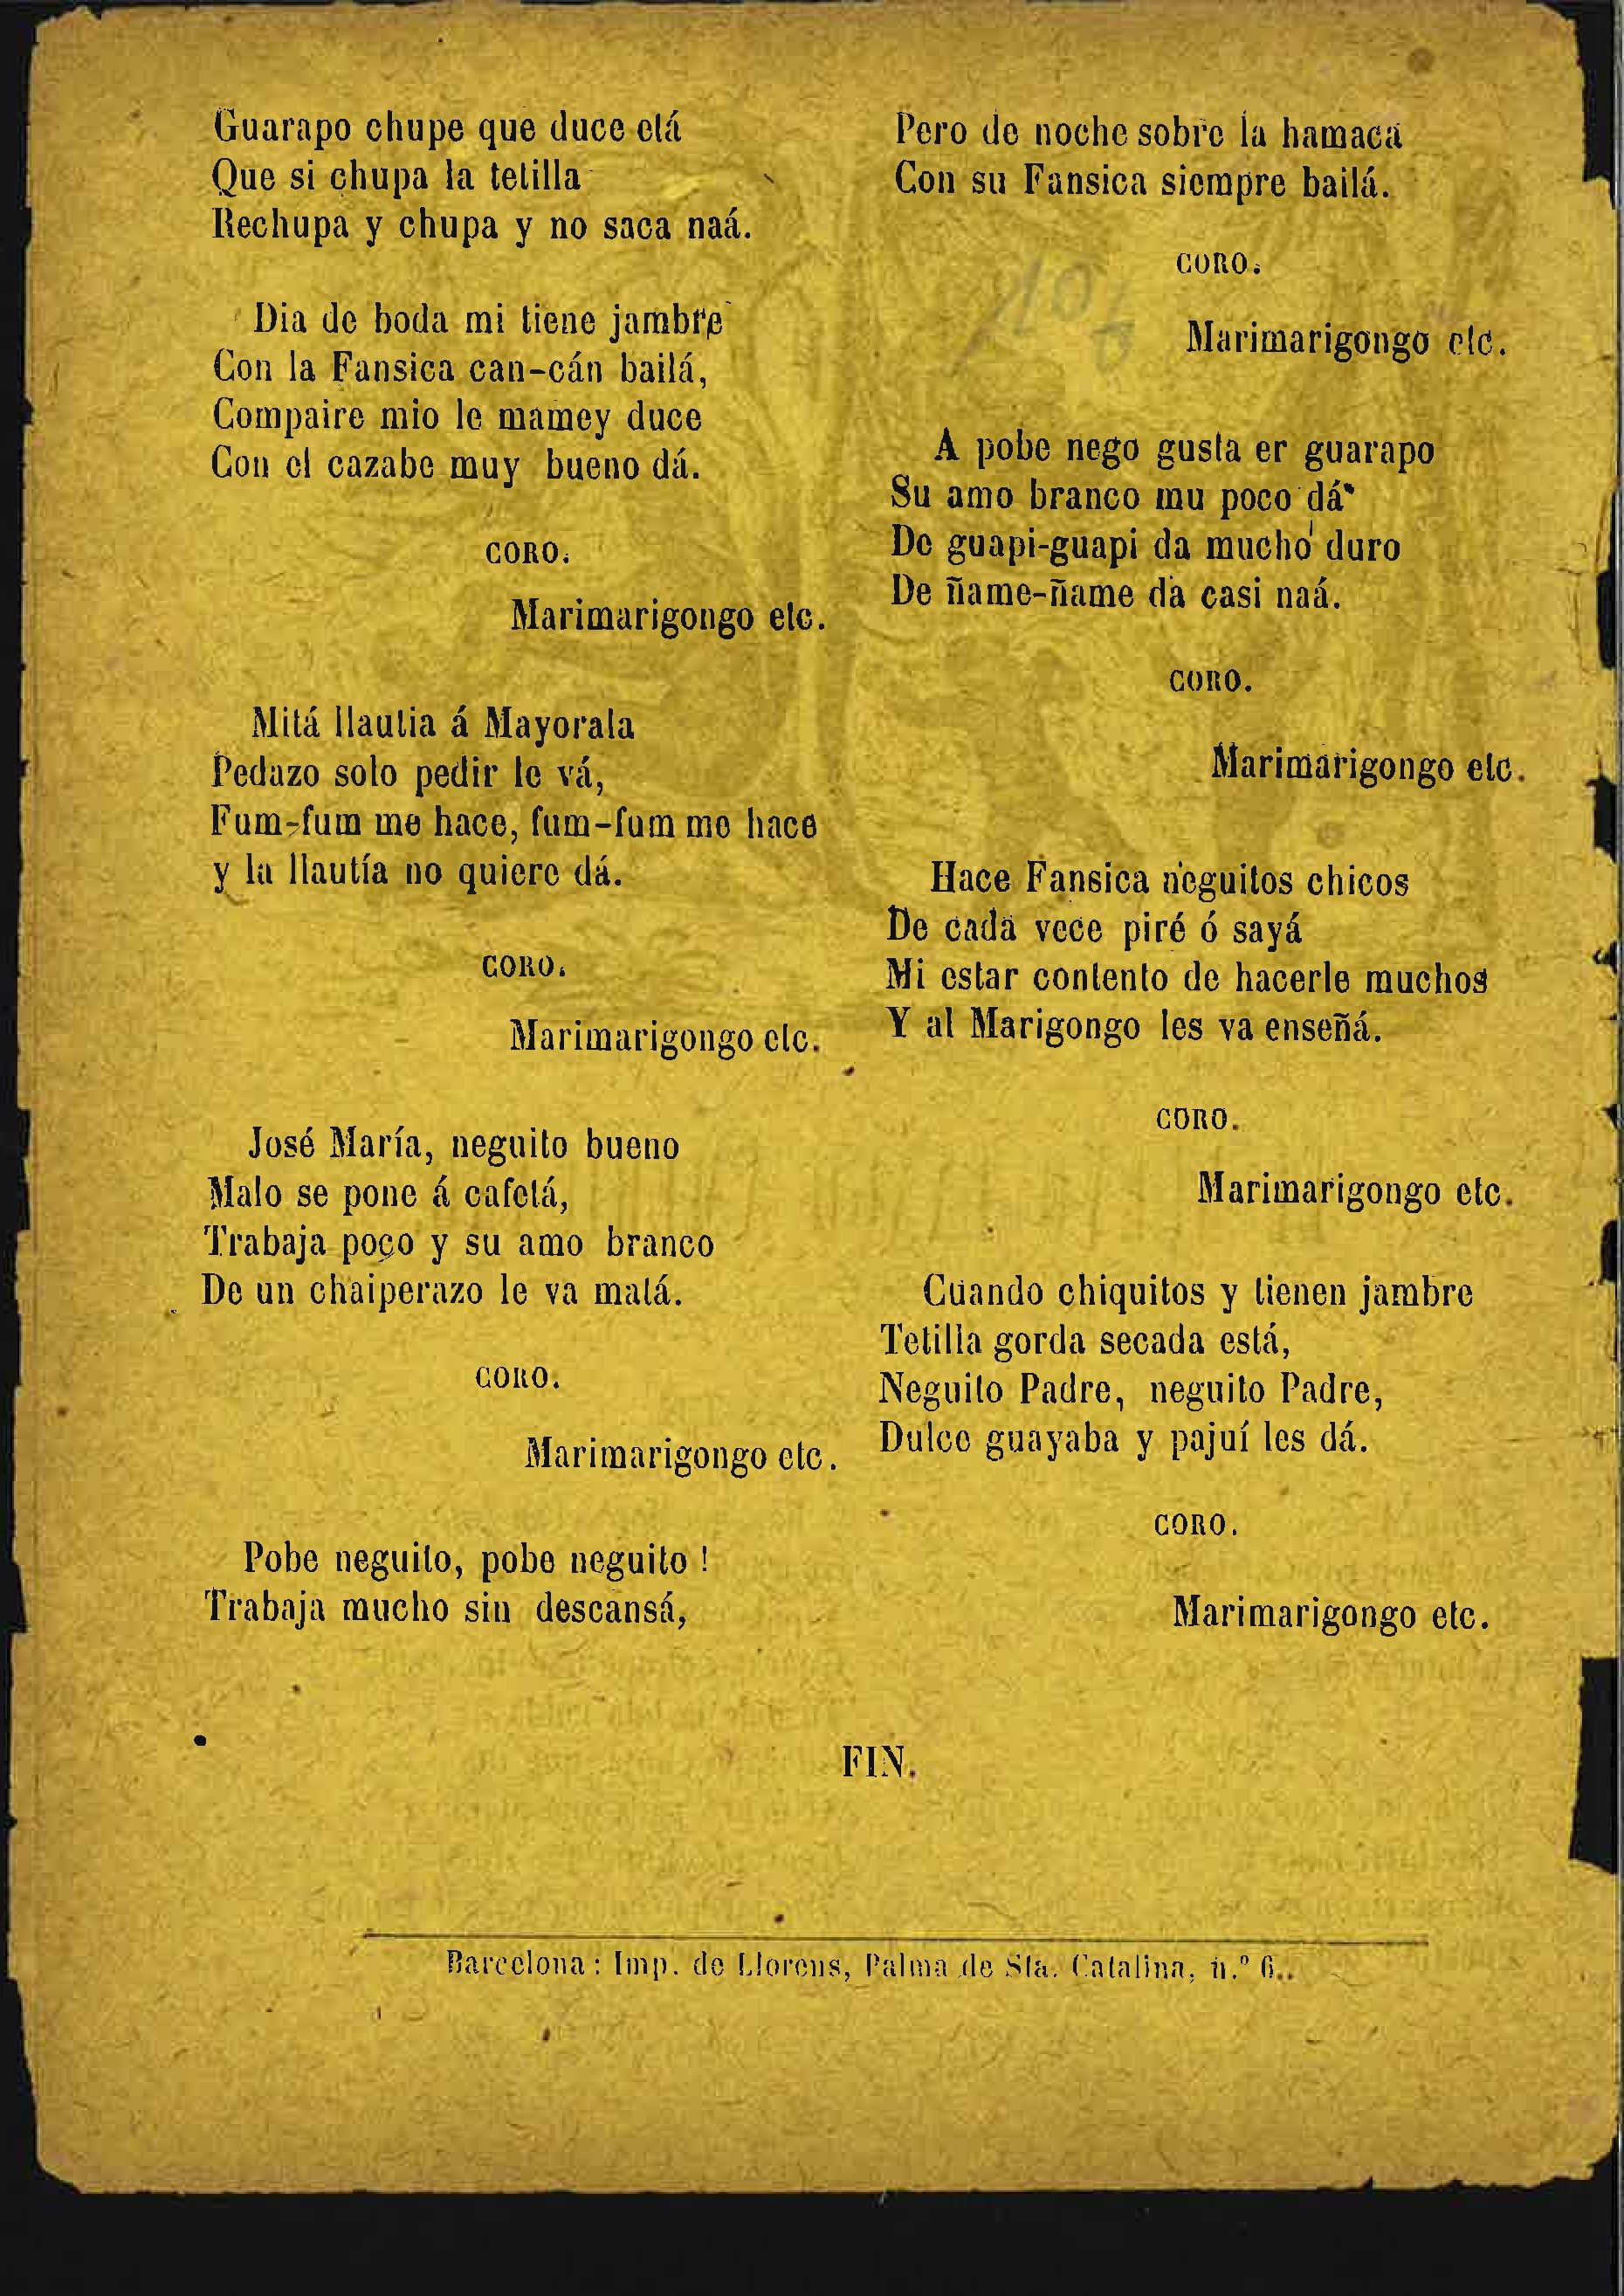 Guarapo chupe que duce etá
Que si chupa la tetilla
Rechupa y chupa y no saca naá.
Dia de boda mi tiene jambre
Con la Fansica can-cán bailá,
Compaire mio le mamey duce
Con el cazabe muy bueno dá.
CORO.
Marimarigongo etc.
Mitá llautia á Mayorala
Pedazo solo pedir le vá,
Fum-fum me hace, fum-fum me hace
y la llautía no quiere dá.
CORO.
Marimarigongo etc.
José María, neguito bueno
Malo se pone á cafetá,
Trabaja poco y su amo branco
De un chaiperazo le va matá.
CORO.
Marimarigongo etc.
Pobe neguito, pobe neguito !
Trabaja mucho sin descansá,
Pero de noche sobre la hamaca
Con su Fansica siempre bailá.
CORO.
Marimarigongo etc.
A pobe nego gusta er guarapo
Su amo branco mu poco dá
De guapi-guapi da mucho duro
De ñame-ñame da casi naá.
CORO.
Marimarigongo etc.
Hace Fansica neguitos chicos
De cada vece piré ó sayá
Mi estar contento de hacerle muchos
Y al Marigongo les va enseñá.
CORO.
Marimarigongo etc.
Cuando chiquitos y tienen jambre
Tetilla gorda secada está,
Neguito Padre, neguito Padre,
Dulce guayaba y pajuí les dá.
CORO.
Marimarigongo etc.
FIN.
Barcelona: Imp. de Llorens, Palma de Sta. Catalina, n.º 6.